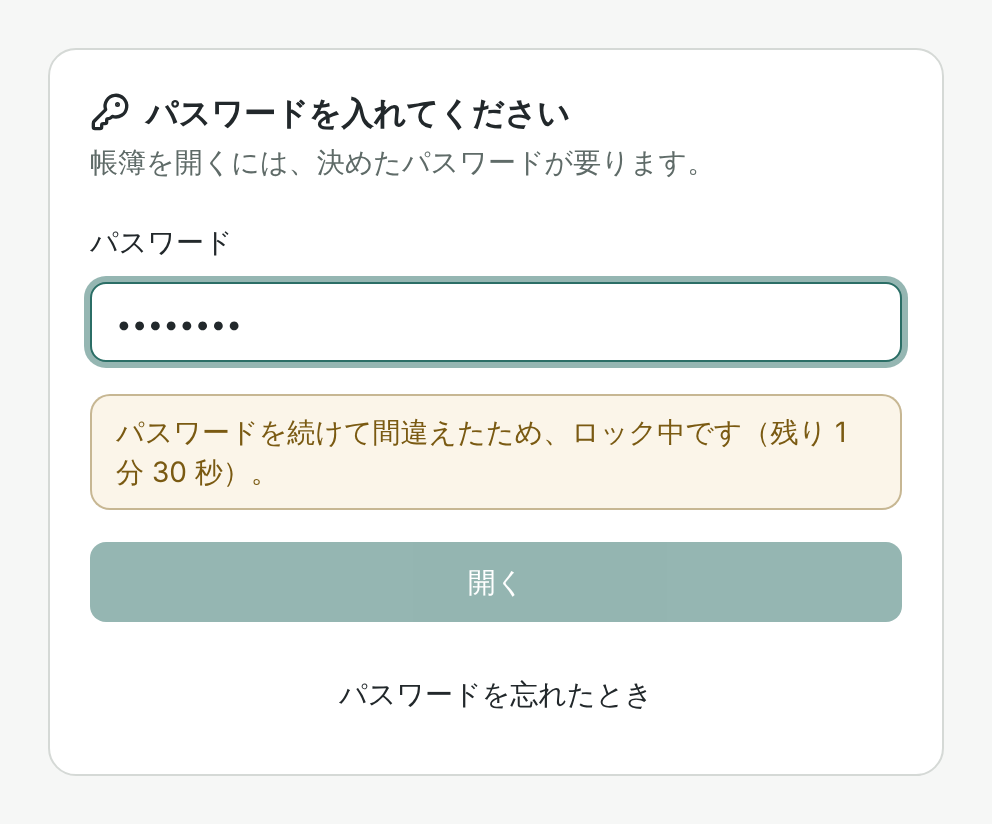 パスワードを入れてください
帳簿を開くには、決めたパスワードが要ります。
パスワード
••••••••
パスワードを続けて間違えたため、ロック中です（残り 1
分 30 秒）。
開く
パスワードを忘れたとき